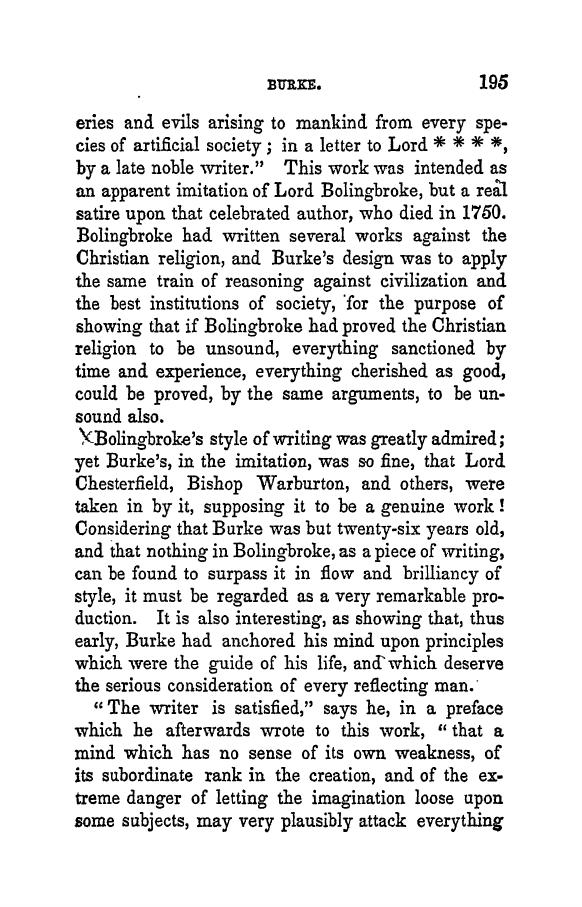 BURKE. 195
eries and evils arising to mankind from every spe-
cies of artificial society; in a letter to Lord * * * *,
by a late noble writer.” This work was intended as
an apparent imitation of Lord Bolingbroke, but a real
satire upon that celebrated author, who died in 1750.
Bolingbroke had written several works against the
Christian religion, and Burke’s design was to apply
the same train of reasoning against civilization and
the best institutions of society, for the purpose of
showing that if Bolingbroke had proved the Christian
religion to be unsound, everything sanctioned by
time and experience, everything cherished as good,
could be proved, by the same arguments, to be un-
sound also.
Bolingbroke’s style of writing was greatly admired;
yet Burke’s, in the imitation, was so fine, that Lord
Chesterfield, Bishop Warburton, and others, were
taken in by it, supposing it to be a genuine work!
Considering that Burke was but twenty-six years old,
and that nothing in Bolingbroke, as a piece of writing,
can be found to surpass it in flow and brilliancy of
style, it must be regarded as a very remarkable pro-
duction. It is also interesting, as showing that, thus
early, Burke had anchored his mind upon principles
which were the guide of his life, and which deserve
the serious consideration of every reflecting man.
“The writer is satisfied,” says he, in a preface
which he afterwards wrote to this work, “that a
mind which has no sense of its own weakness, of
its subordinate rank in the creation, and of the ex-
treme danger of letting the imagination loose upon
some subjects, may very plausibly attack everything